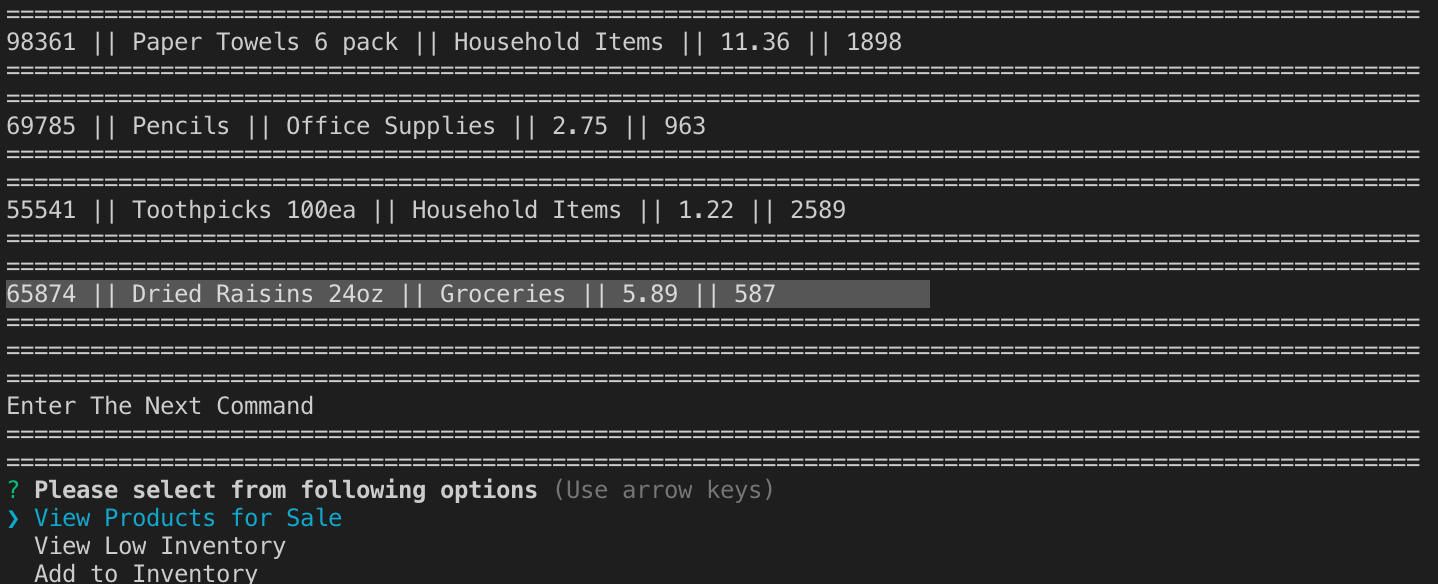 ====================================================================================================
98361 || Paper Towels 6 pack || Household Items || 11.36 || 1898
====================================================================================================
====================================================================================================
69785 || Pencils || Office Supplies || 2.75 || 963
====================================================================================================
====================================================================================================
55541 || Toothpicks 100ea || Household Items || 1.22 || 2589
====================================================================================================
====================================================================================================
65874 || Dried Raisins 24oz || Groceries || 5.89 || 587
====================================================================================================
====================================================================================================
====================================================================================================
Enter The Next Command
====================================================================================================
====================================================================================================
? Please select from following options (Use arrow keys)
❯ View Products for Sale
View Low Inventory
Add to Inventory